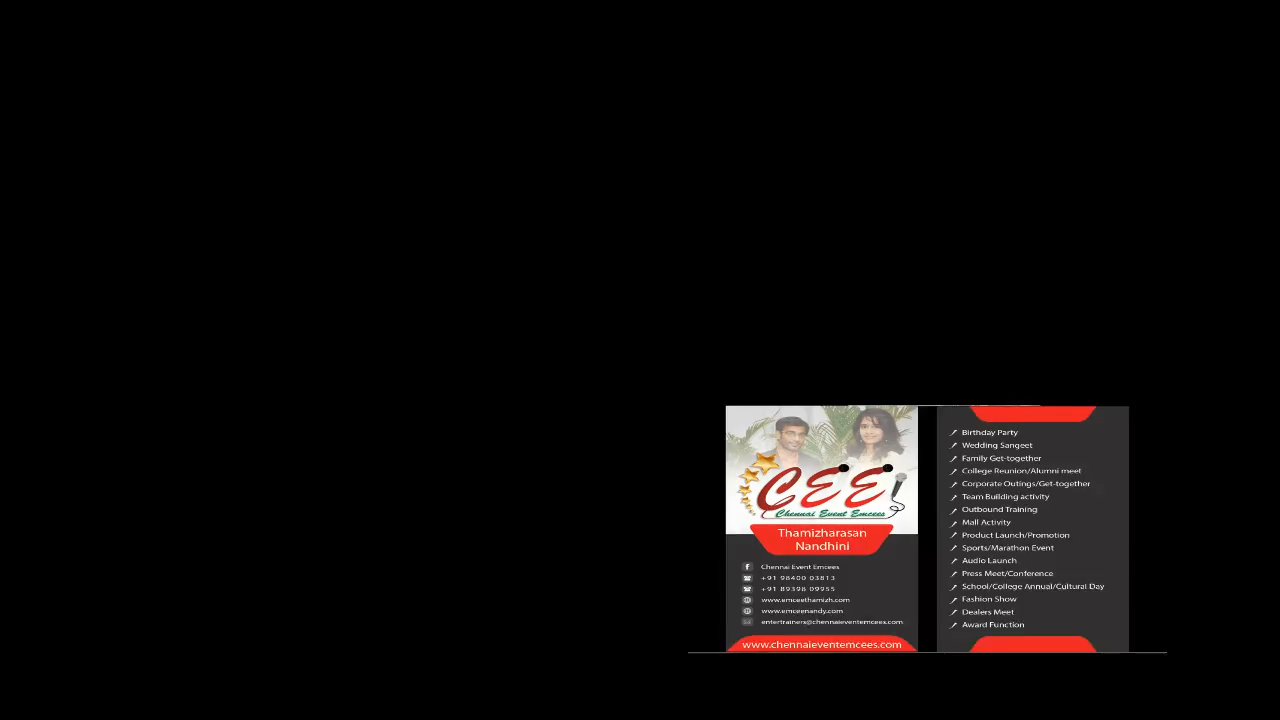 CEE
Chennai Event Emcees
Thamizharasan
Nandhini
Chennai Event Emcees
+91 98400 03813
+91 89398 09955
www.emceethamizh.com
www.emceenandy.com
entertrainers@chennaieventemcees.com
www.chennaieventemcees.com
Birthday Party
Wedding Sangeet
Family Get-together
College Reunion/Alumni meet
Corporate Outings/Get-together
Team Building activity
Outbound Training
Mall Activity
Product Launch/Promotion
Sports/Marathon Event
Audio Launch
Press Meet/Conference
School/College Annual/Cultural Day
Fashion Show
Dealers Meet
Award Function